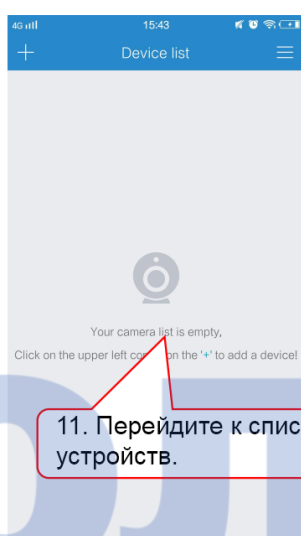 4G 15:43
+ Device list
Your camera list is empty,
Click on the upper left on the '+' to add a device!
11. Перейдите к спис
устройств.